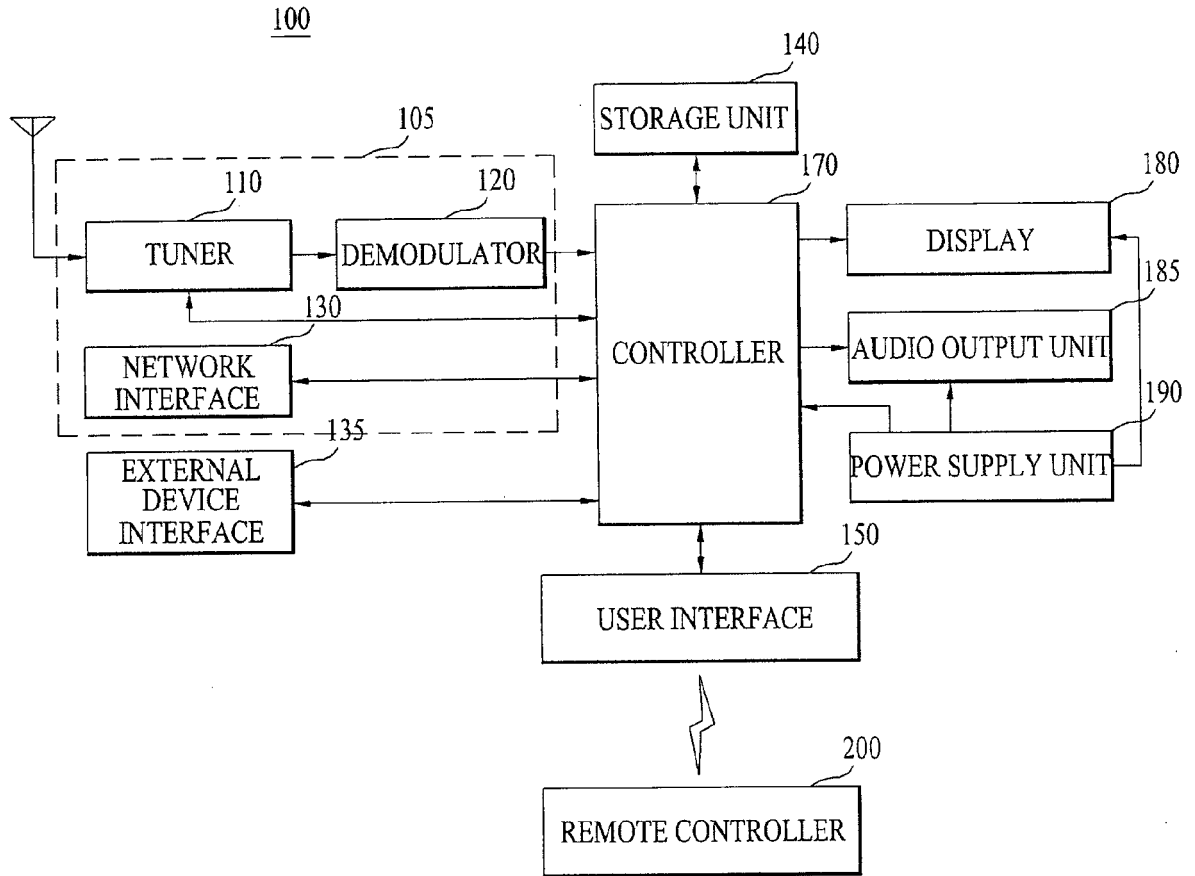 100
140
STORAGE UNIT
105
170
180
110
120
TUNER
DEMODULATOR
DISPLAY
185
130
CONTROLLER
AUDIO OUTPUT UNIT
NETWORK
INTERFACE
190
135
POWER SUPPLY UNIT
EXTERNAL
DEVICE
INTERFACE
150
USER INTERFACE
200
REMOTE CONTROLLER